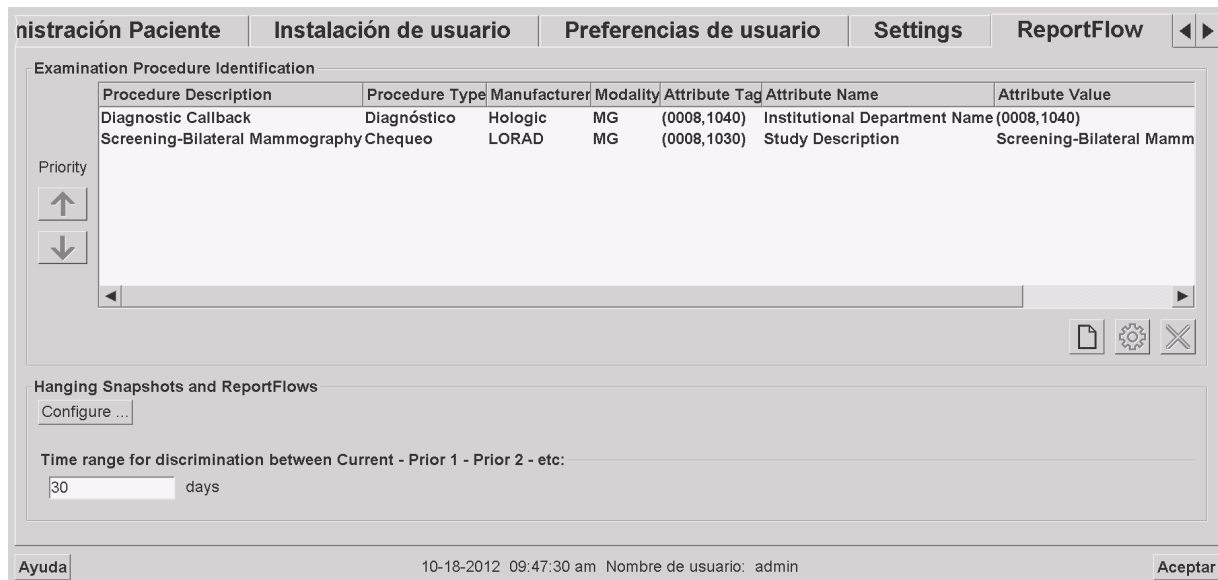 nistración Paciente Instalación de usuario Preferencias de usuario Settings ReportFlow
Examination Procedure Identification
Procedure Description Procedure Type Manufacturer Modality Attribute Tag Attribute Name Attribute Value
Diagnostic Callback Diagnóstico Hologic MG (0008,1040) Institutional Department Name (0008,1040)
Screening-Bilateral Mammography Chequeo LORAD MG (0008,1030) Study Description Screening-Bilateral Mamm
Priority
Hanging Snapshots and ReportFlows
Configure ...
Time range for discrimination between Current - Prior 1 - Prior 2 - etc:
30 days
Ayuda 10-18-2012 09:47:30 am Nombre de usuario: admin Aceptar